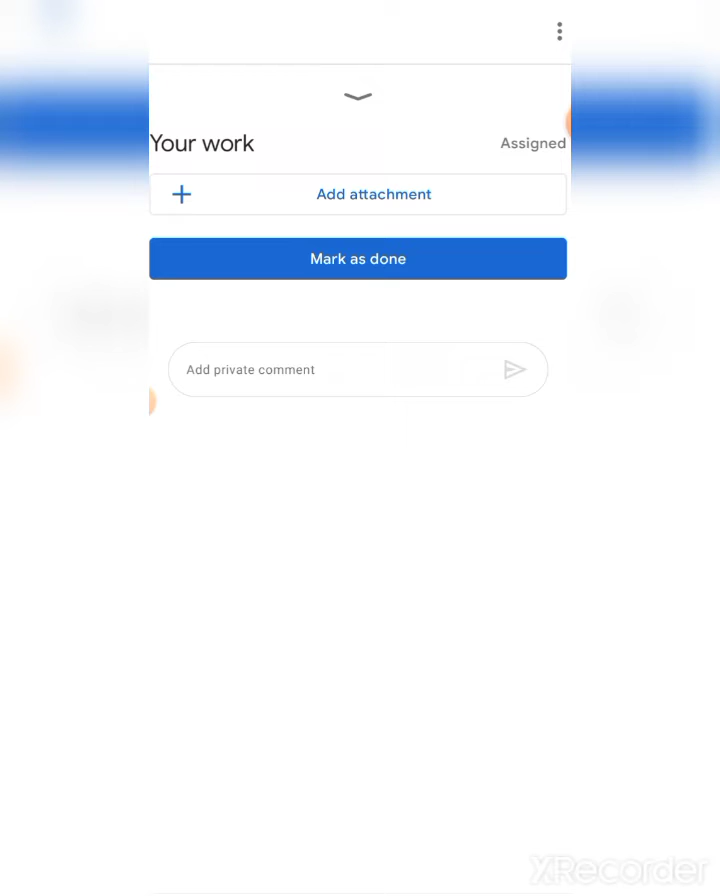 Your work
Assigned
Add attachment
Mark as done
Add private comment
XRecorder